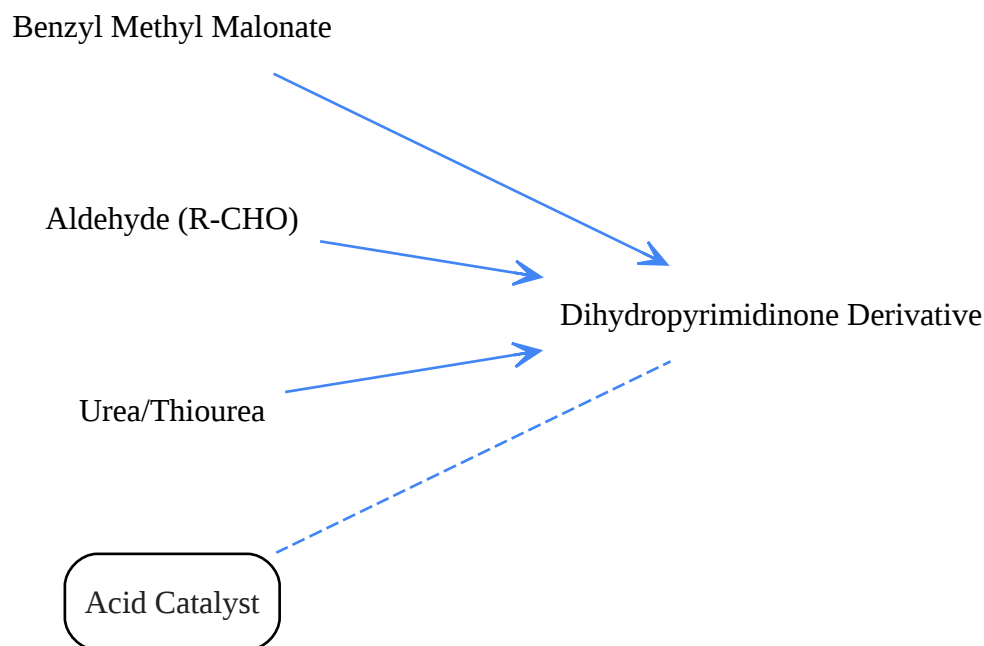 Benzyl Methyl Malonate
Aldehyde (R-CHO)
Dihydropyrimidinone Derivative
Urea/Thiourea
Acid Catalyst